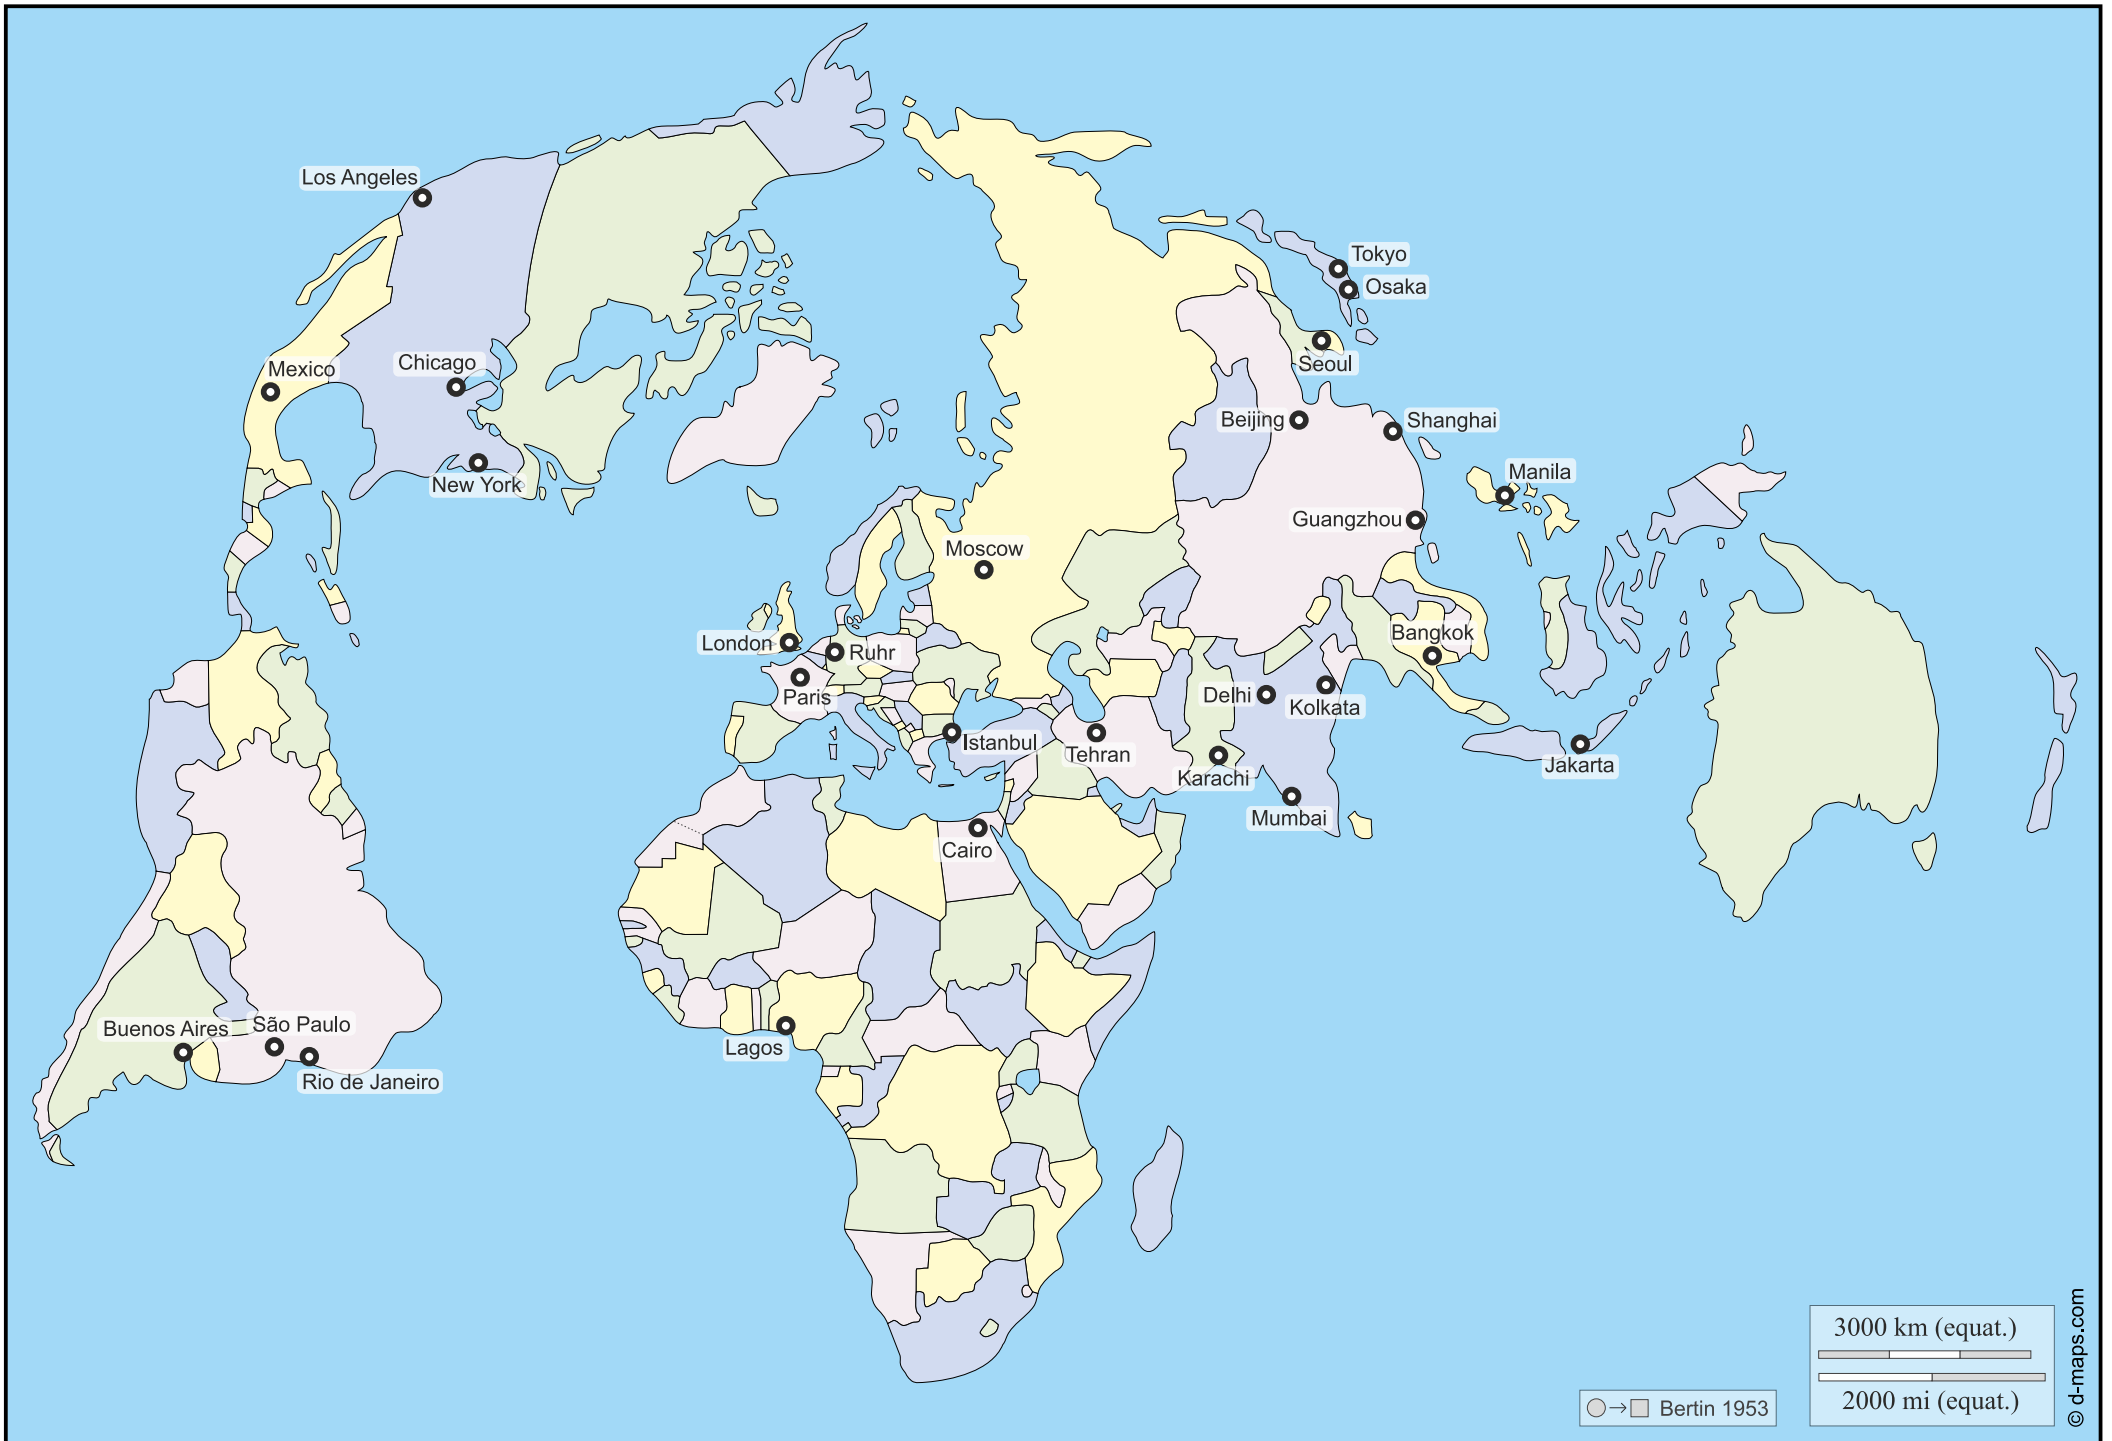 Los Angeles
Tokyo
Osaka
Seoul
Mexico
Chicago
Beijing
Shanghai
New York
Manila
Guangzhou
Moscow
London
Ruhr
Bangkok
Paris
Delhi
Kolkata
Istanbul
Tehran
Karachi
Jakarta
Mumbai
Cairo
Buenos Aires
São Paulo
Lagos
Rio de Janeiro
3000 km (equat.)
2000 mi (equat.)
Bertin 1953
© d-maps.com